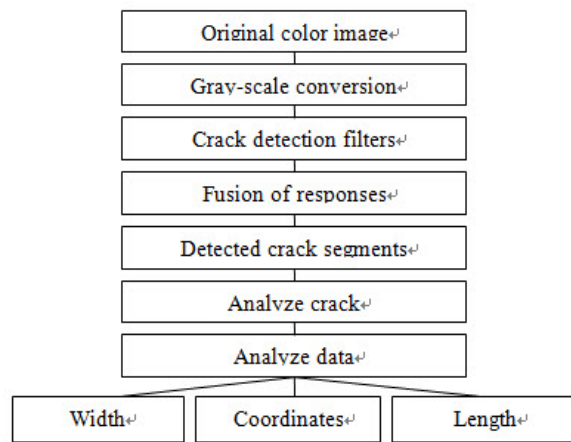 Original color image↵
Gray-scale conversion↵
Crack detection filters↵
Fusion of responses↵
Detected crack segments↵
Analyze crack↵
Analyze data↵
Width↵ Coordinates↵ Length↵